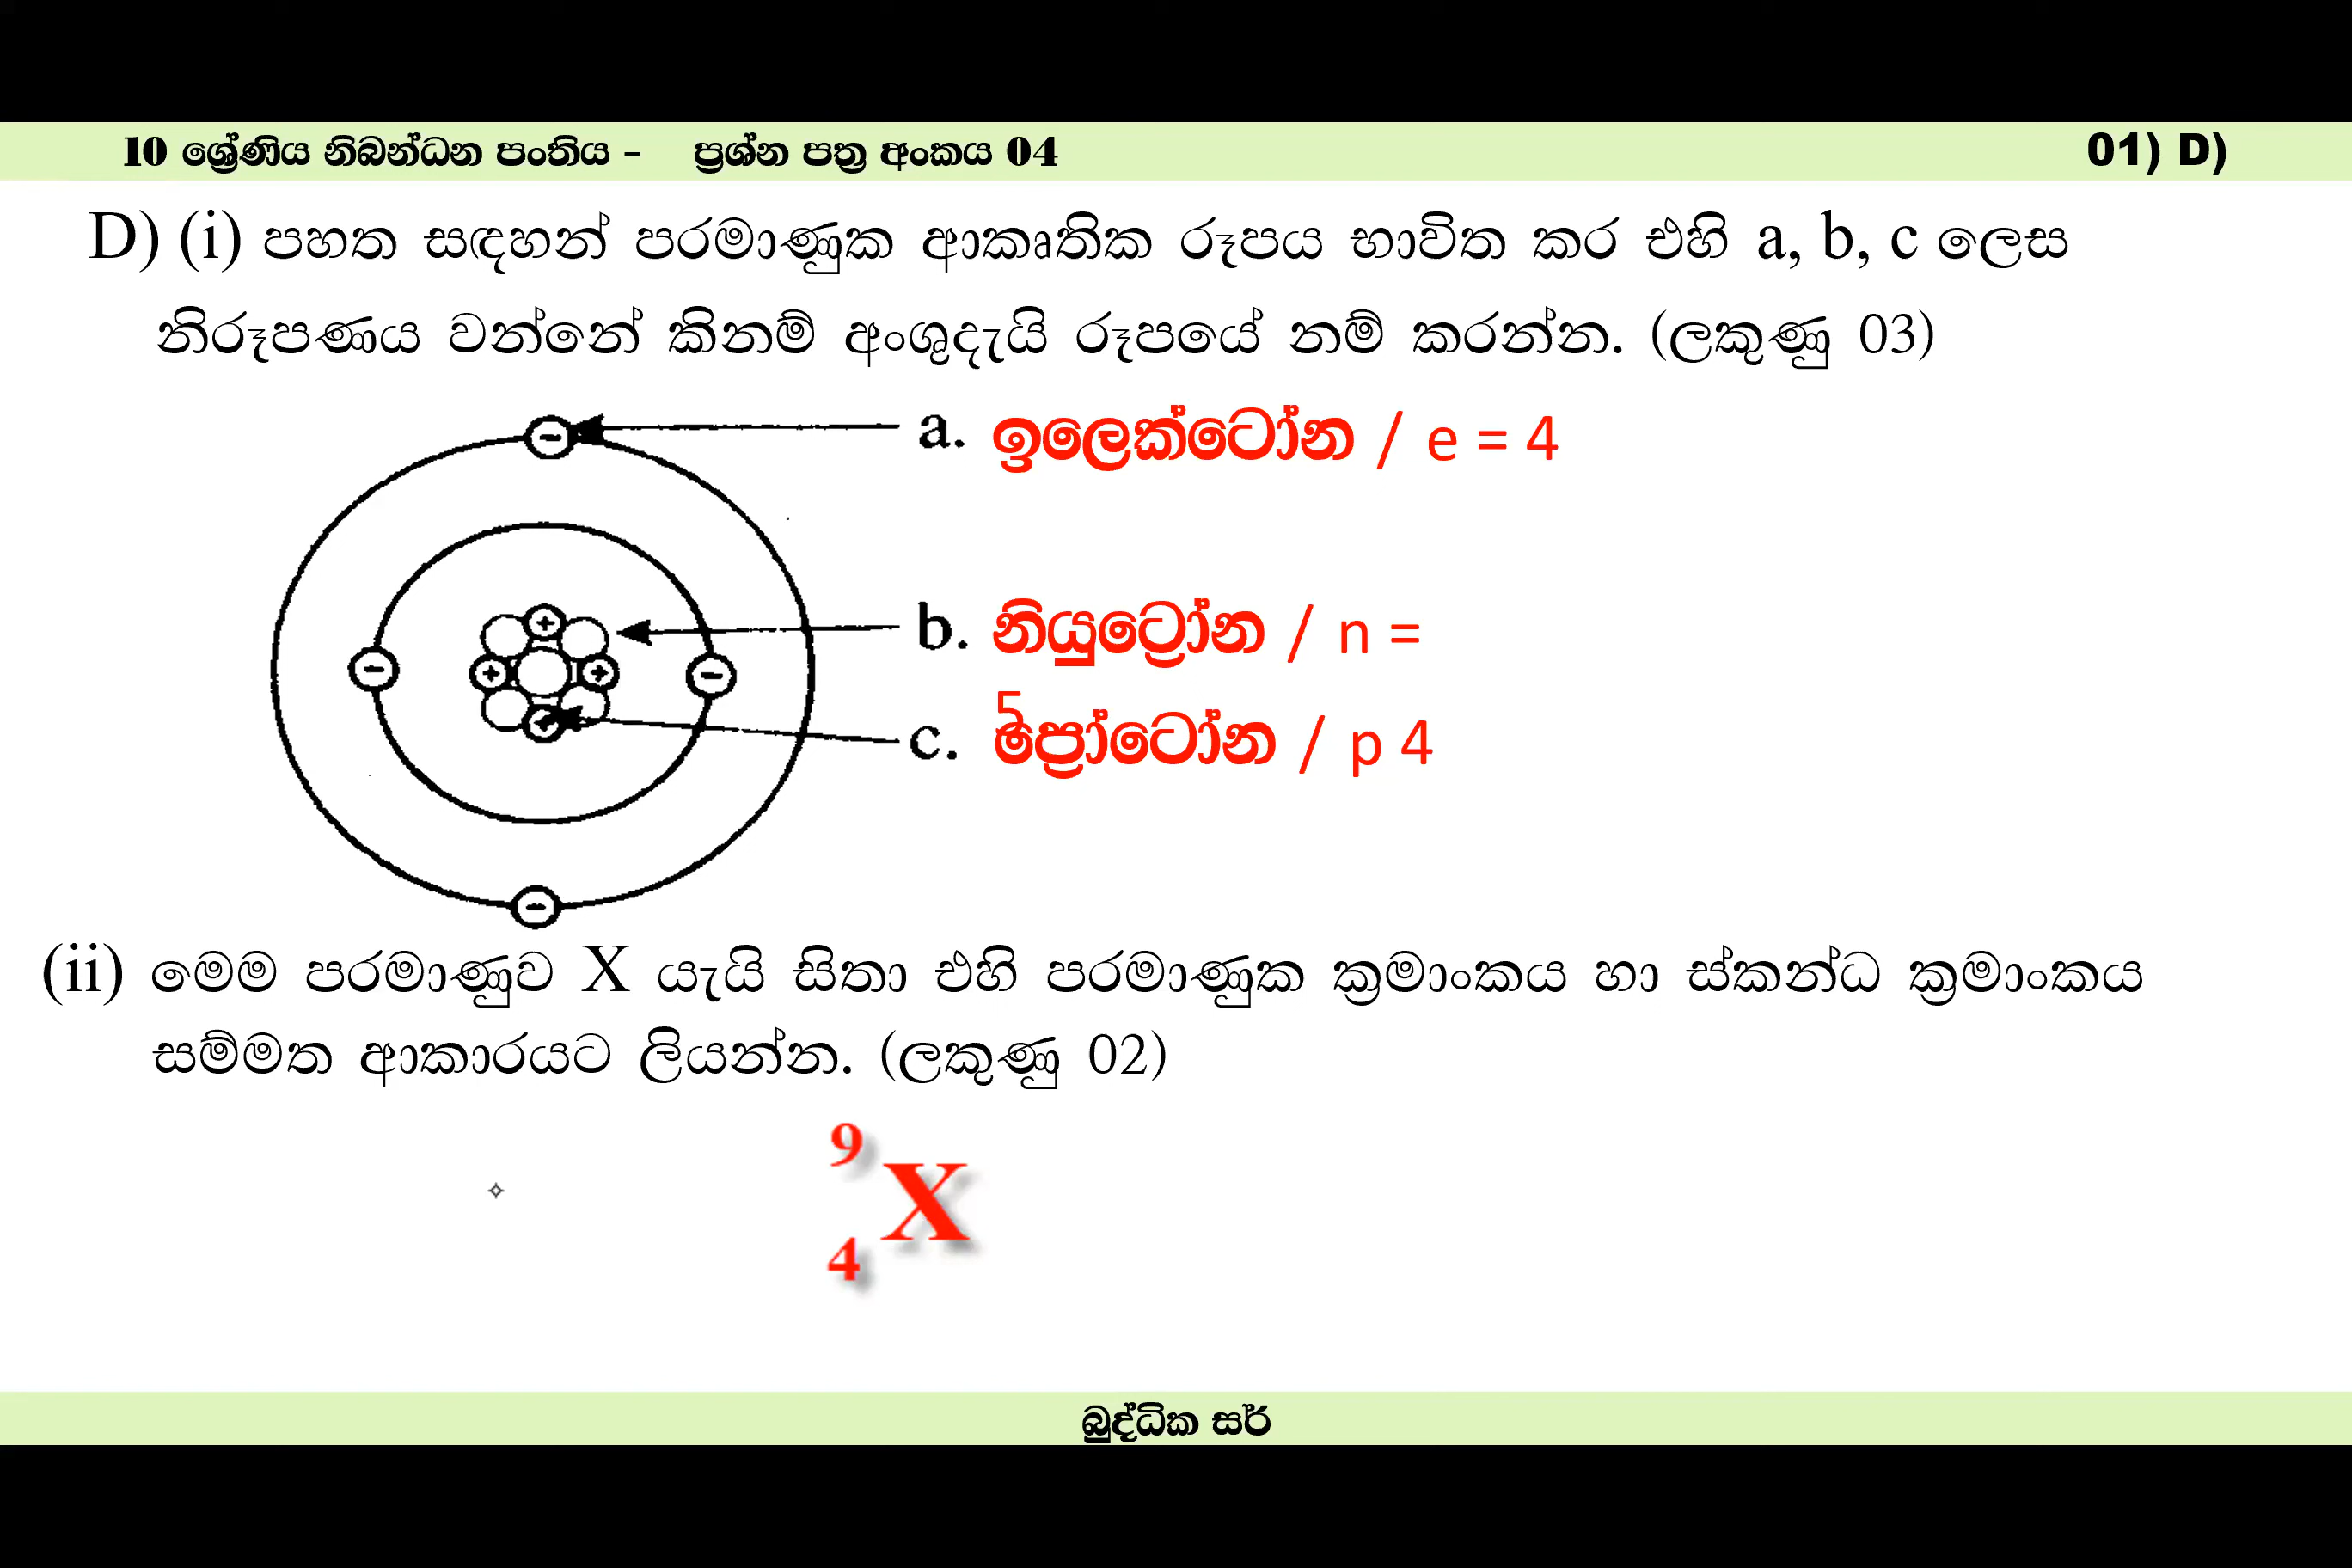 10 ශ්‍රේණිය නිබන්ධන පංතිය - ප්‍රශ්න පත්‍ර අංකය 04 01) D)
D) (i) පහත සඳහන් පරමාණුක ආකෘතික රූපය භාවිත කර එහි a, b, c ලෙස
නිරූපණය වන්නේ කිනම් අංශුදැයි රූපයේ නම් කරන්න. (ලකුණු 03)
a. ඉලෙක්ටෝන / e = 4
b. නියුට්‍රෝන / n =
5
c. ප්‍රෝටෝන / p 4
(ii) මෙම පරමාණුව X යැයි සිතා එහි පරමාණුක ක්‍රමාංකය හා ස්කන්ධ ක්‍රමාංකය
සම්මත ආකාරයට ලියන්න. (ලකුණු 02)
9
X
4
බුද්ධික සර්